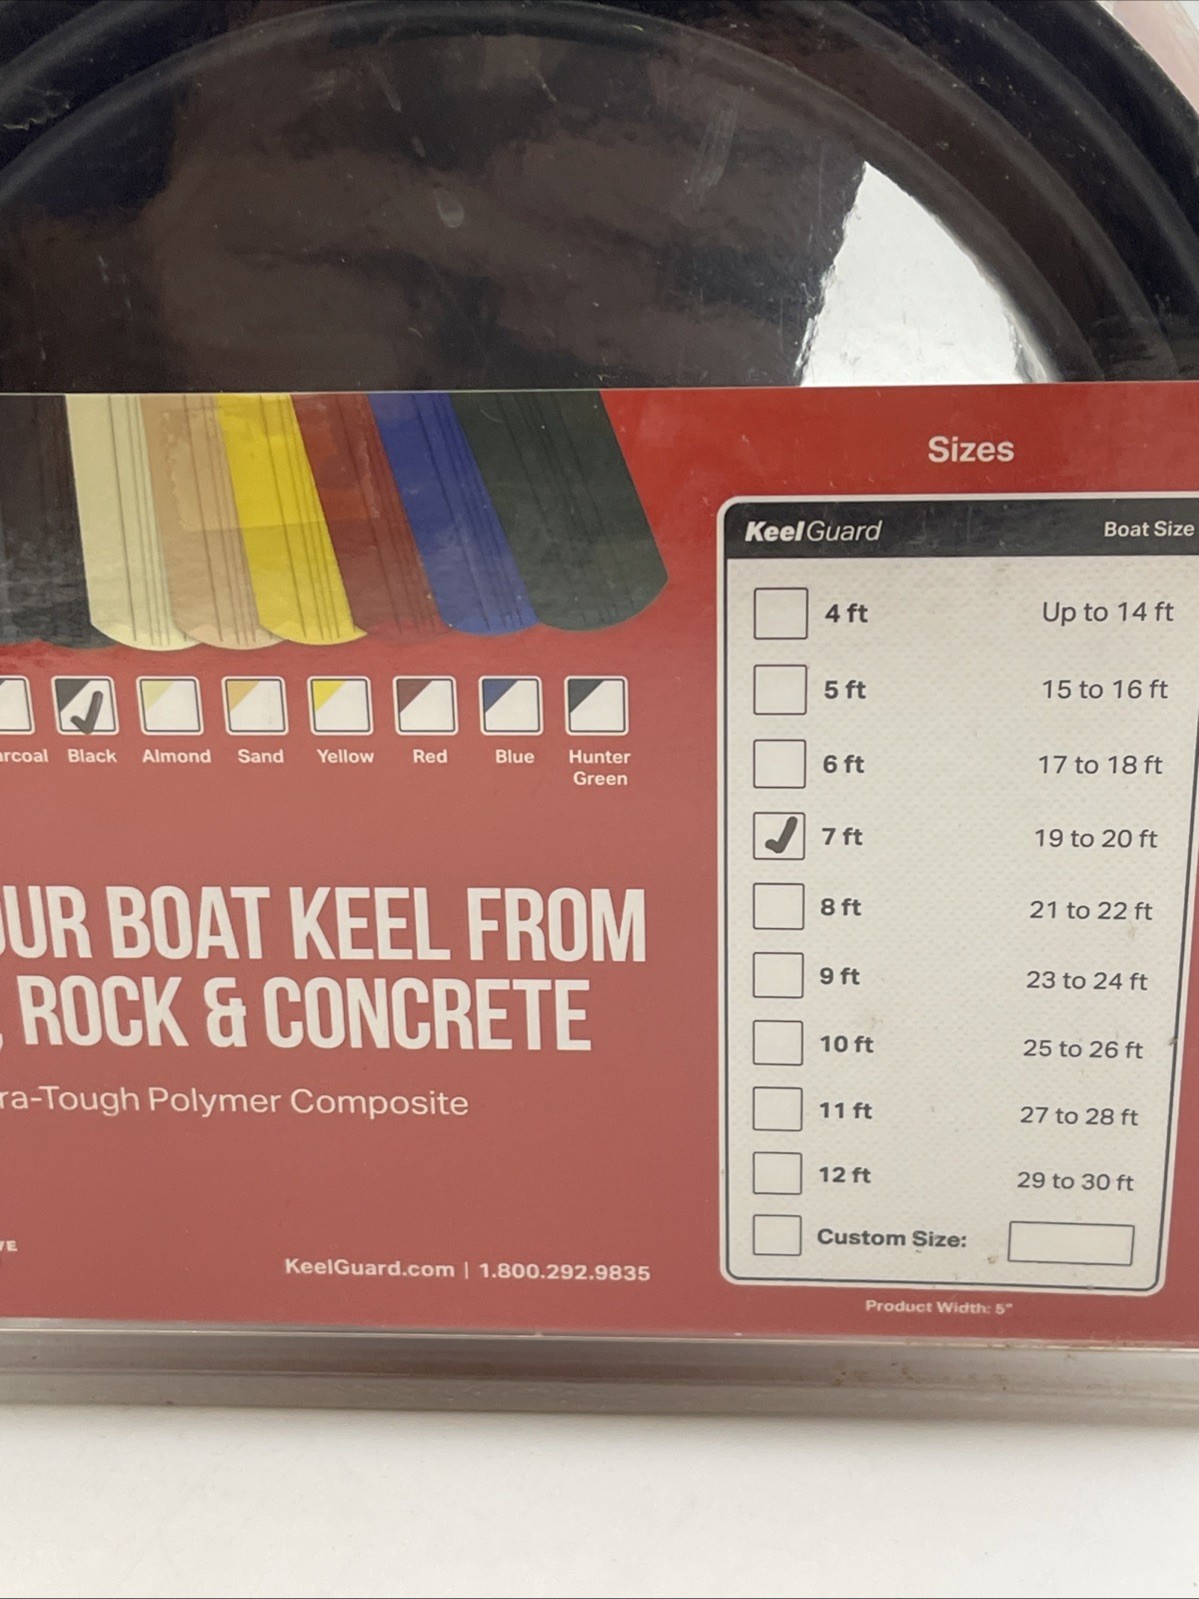 Sizes
KeelGuard Boat Size
4 ft Up to 14 ft
5 ft 15 to 16 ft
6 ft 17 to 18 ft
7 ft 19 to 20 ft
8 ft 21 to 22 ft
9 ft 23 to 24 ft
10 ft 25 to 26 ft
11 ft 27 to 28 ft
12 ft 29 to 30 ft
Custom Size:
Product Width: 5"
rcoal Black Almond Sand Yellow Red Blue Hunter
Green
OUR BOAT KEEL FROM
, ROCK & CONCRETE
ra-Tough Polymer Composite
VE
KeelGuard.com | 1.800.292.9835